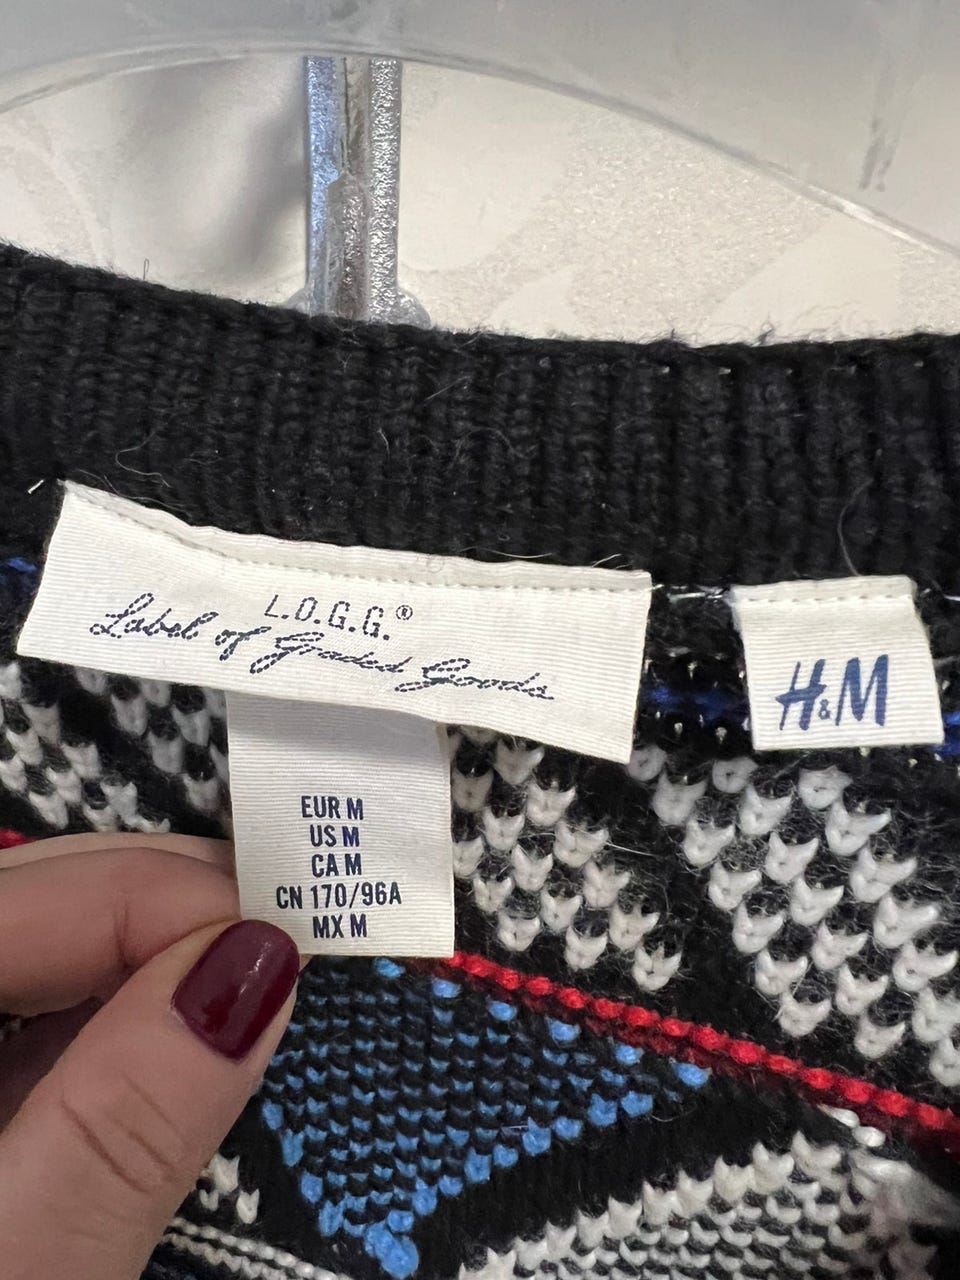 L.O.G.G.®
Label of Graded Goods
H&M
EUR M
US M
CA M
CN 170/96A
MX M